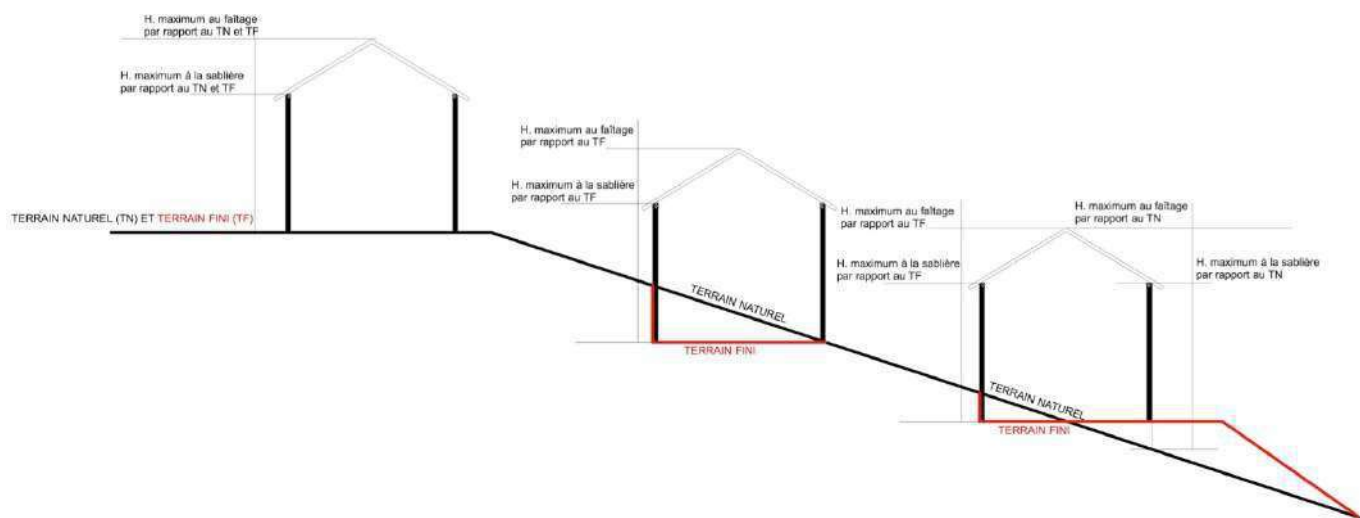 H. maximum au faîtage
par rapport au TN et TF
H. maximum à la sablière
par rapport au TN et TF
TERRAIN NATUREL (TN) ET TERRAIN FINI (TF)
H. maximum au faîtage
par rapport au TF
H. maximum à la sablière
par rapport au TF
TERRAIN NATUREL
TERRAIN FINI
H. maximum au faîtage
par rapport au TF
H. maximum à la sablière
par rapport au TF
H. maximum au faîtage
par rapport au TN
H. maximum à la sablière
par rapport au TN
TERRAIN NATUREL
TERRAIN FINI